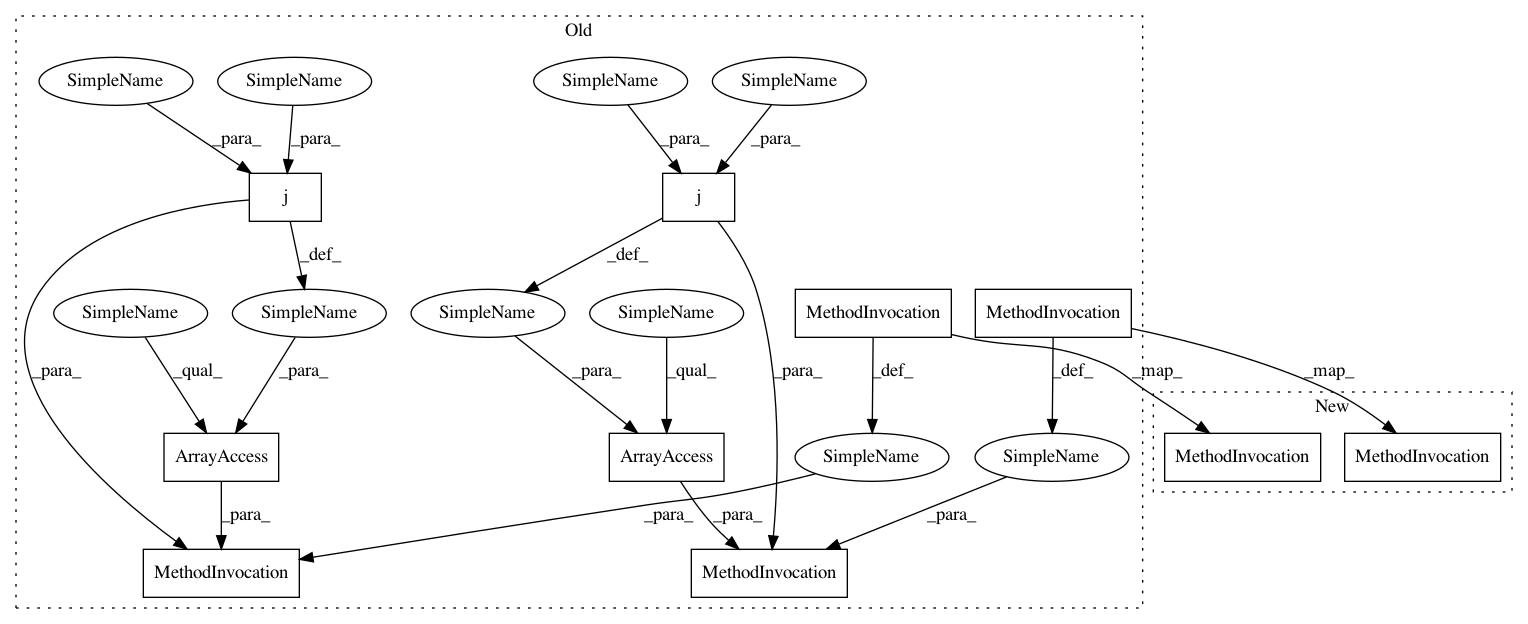 Old
SimpleName SimpleName SimpleName SimpleName
_para_ _para_ _para_ _para_
j j
_def_ _def_
SimpleName SimpleName SimpleName SimpleName MethodInvocation MethodInvocation
_para_ _qual_ _para_ _para_ _qual_ _para_ _def_ _def_ _map_ _map_
New
ArrayAccess ArrayAccess SimpleName SimpleName MethodInvocation MethodInvocation
_para_ _para_ _para_ _para_
MethodInvocation MethodInvocation